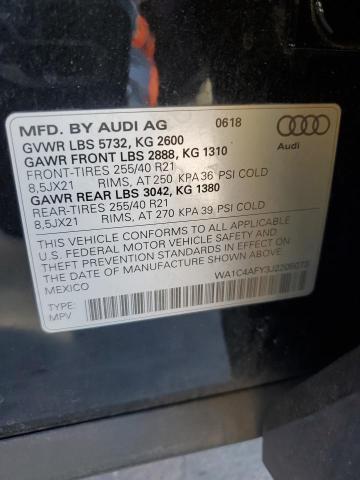 MFD. BY AUDI AG 0618
GVWR LBS 5732, KG 2600
GAWR FRONT LBS 2888, KG 1310
FRONT-TIRES 255/40 R21
8,5JX21 RIMS, AT 250 KPA 36 PSI COLD
GAWR REAR LBS 3042, KG 1380
REAR-TIRES 255/40 R21
8,5JX21 RIMS, AT 270 KPA 39 PSI COLD
Audi
THIS VEHICLE CONFORMS TO ALL APPLICABLE
U.S. FEDERAL MOTOR VEHICLE SAFETY AND
THEFT PREVENTION STANDARDS IN EFFECT ON
THE DATE OF MANUFACTURE SHOWN ABOVE.
MEXICO
WA1C4AFY3J2205073
TYPE:
MPV